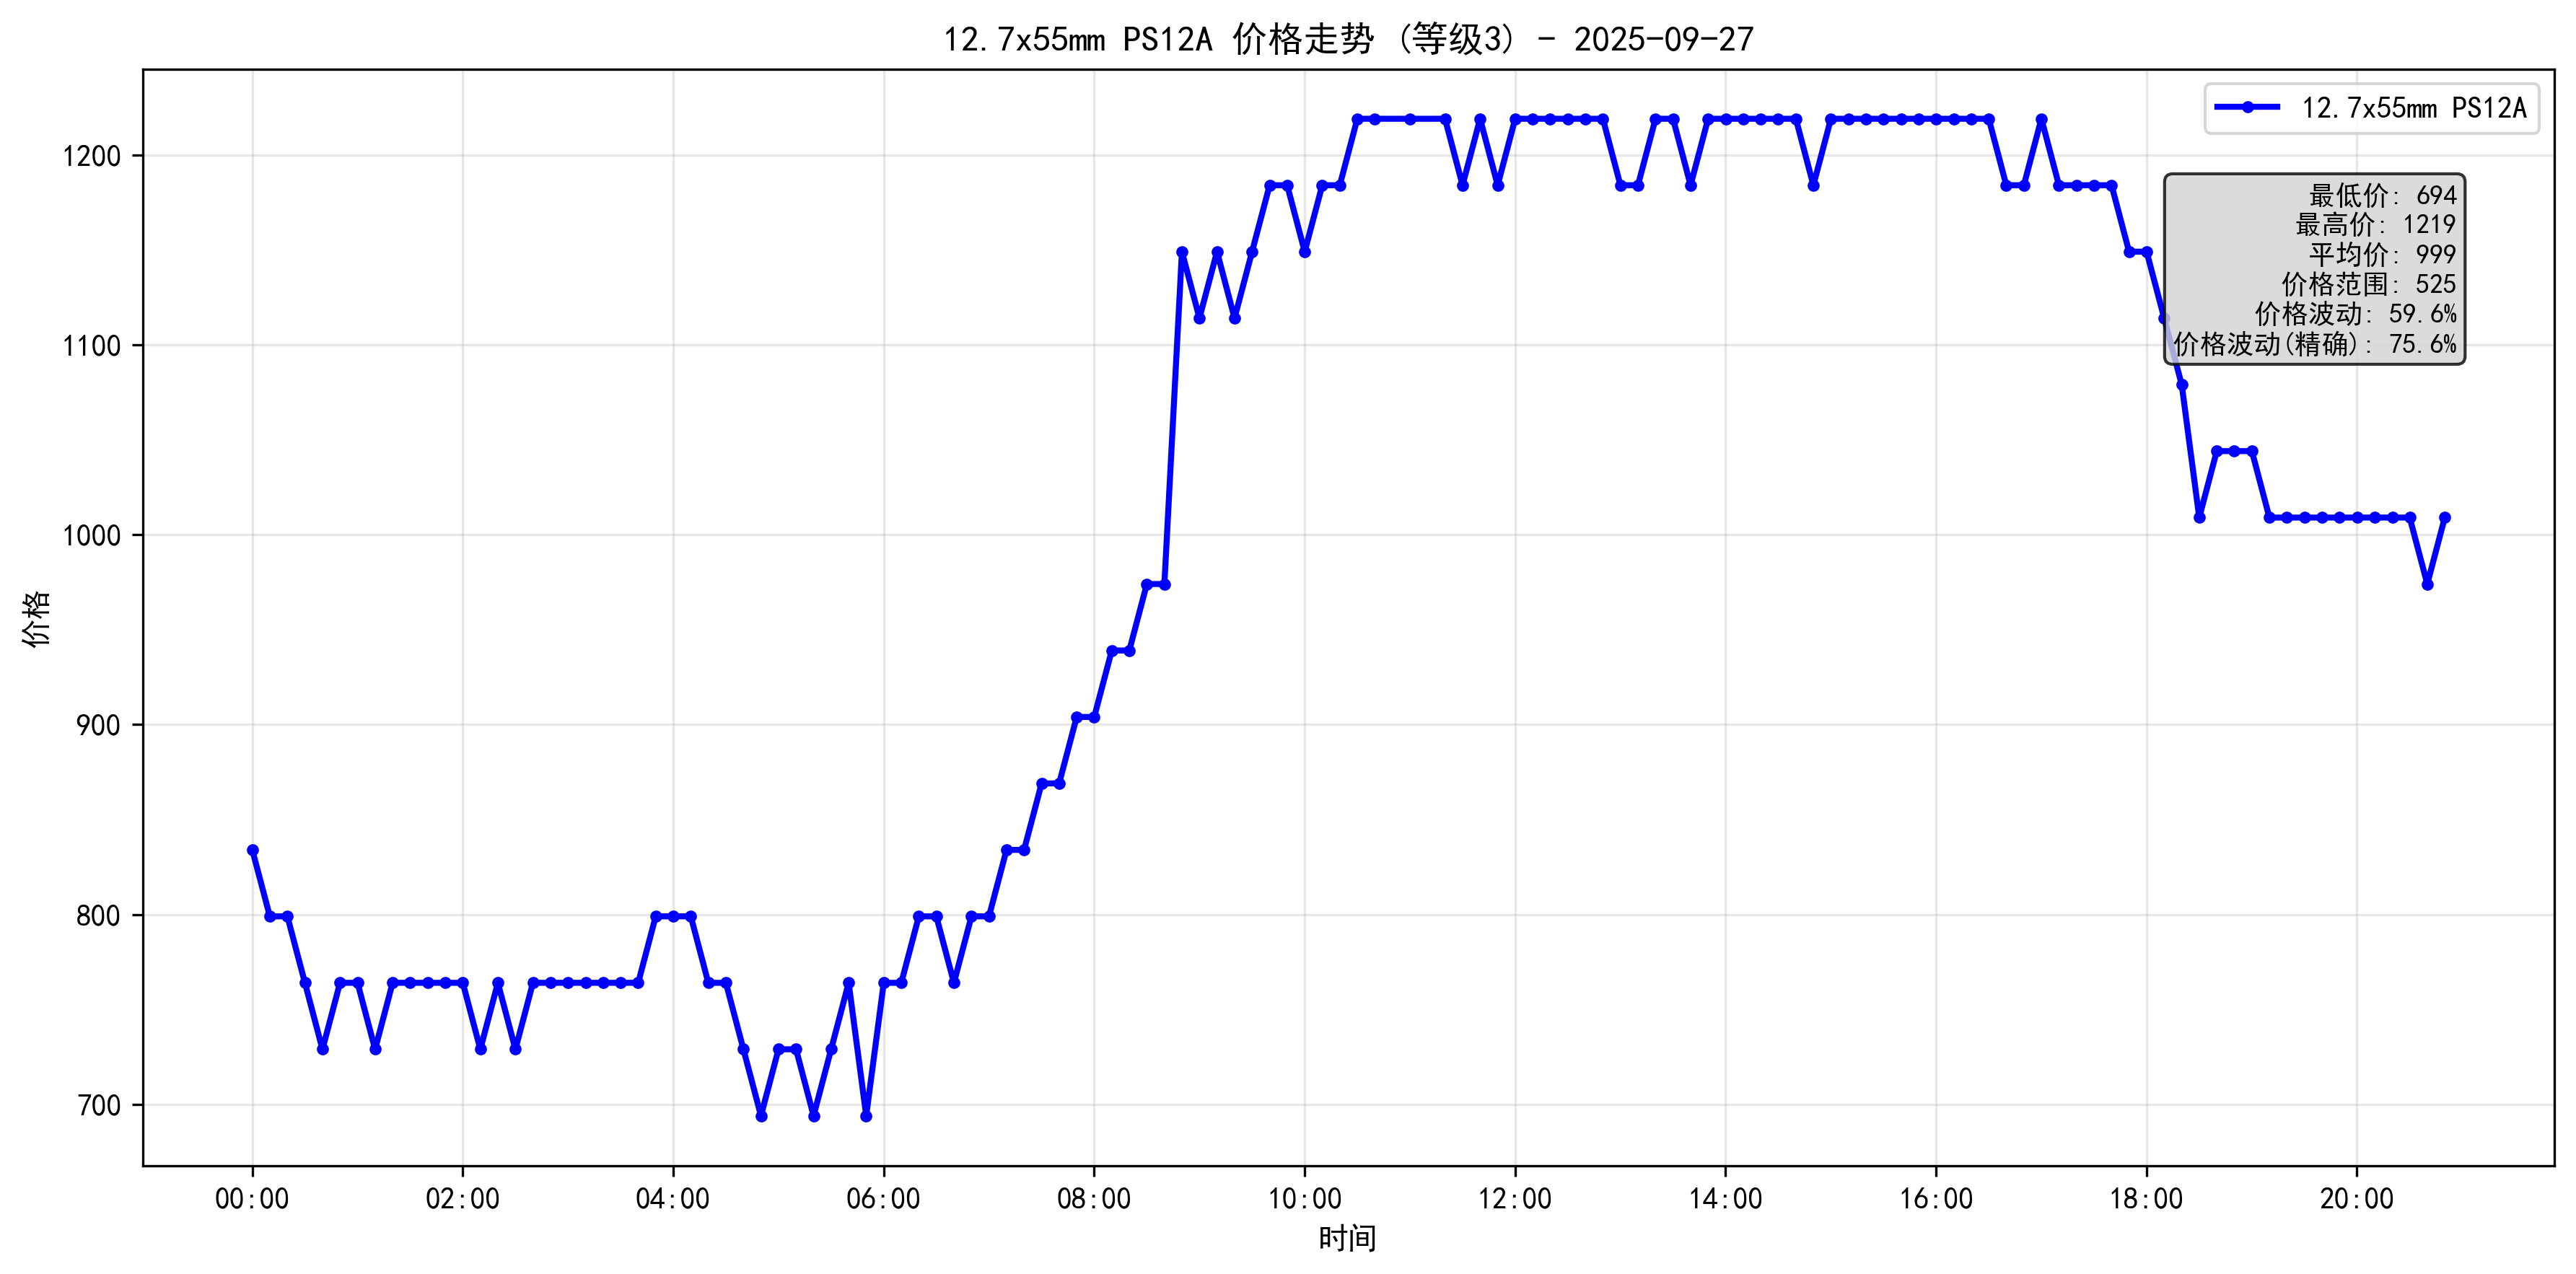 12.7x55mm PS12A 价格走势 (等级3) - 2025-09-27
12.7x55mm PS12A
最低价: 694
最高价: 1219
平均价: 999
价格范围: 525
价格波动: 59.6%
价格波动(精确): 75.6%
价格
1200
1100
1000
900
800
700
00:00 02:00 04:00 06:00 08:00 10:00 12:00 14:00 16:00 18:00 20:00
时间